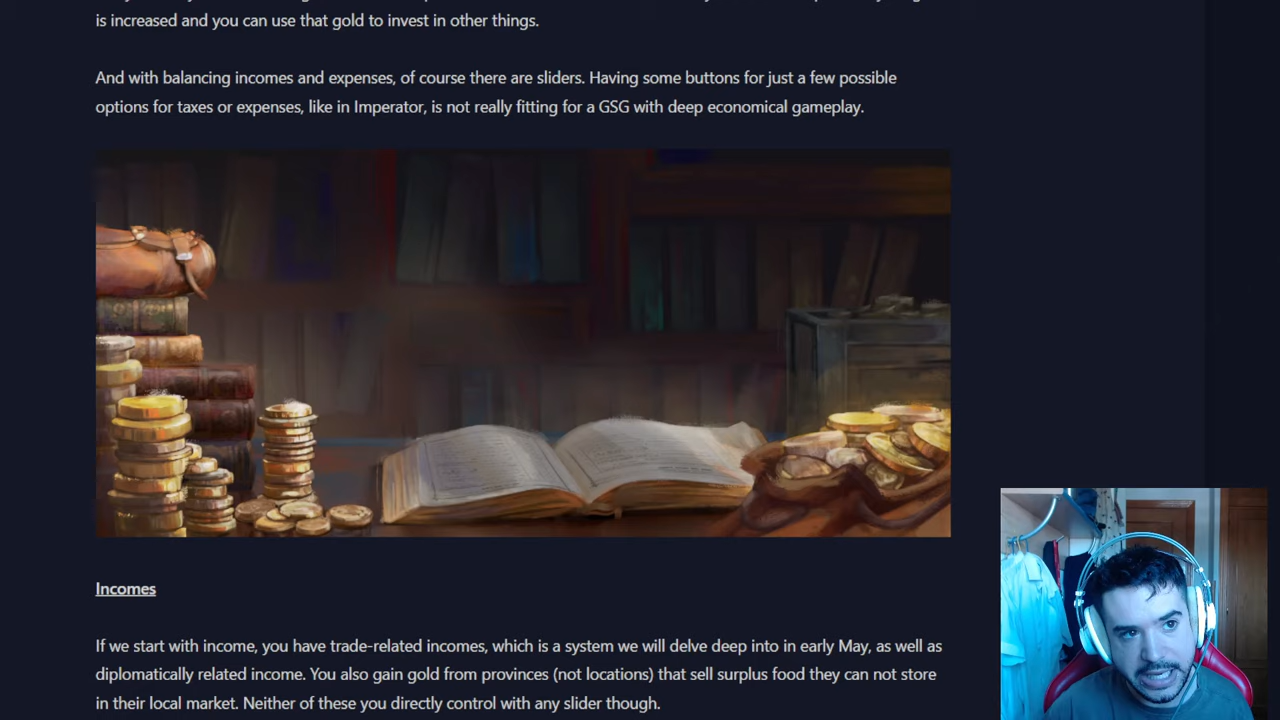 is increased and you can use that gold to invest in other things.
And with balancing incomes and expenses, of course there are sliders. Having some buttons for just a few possible
options for taxes or expenses, like in Imperator, is not really fitting for a GSG with deep economical gameplay.
Incomes
If we start with income, you have trade-related incomes, which is a system we will delve deep into in early May, as well as
diplomatically related income. You also gain gold from provinces (not locations) that sell surplus food they can not store
in their local market. Neither of these you directly control with any slider though.